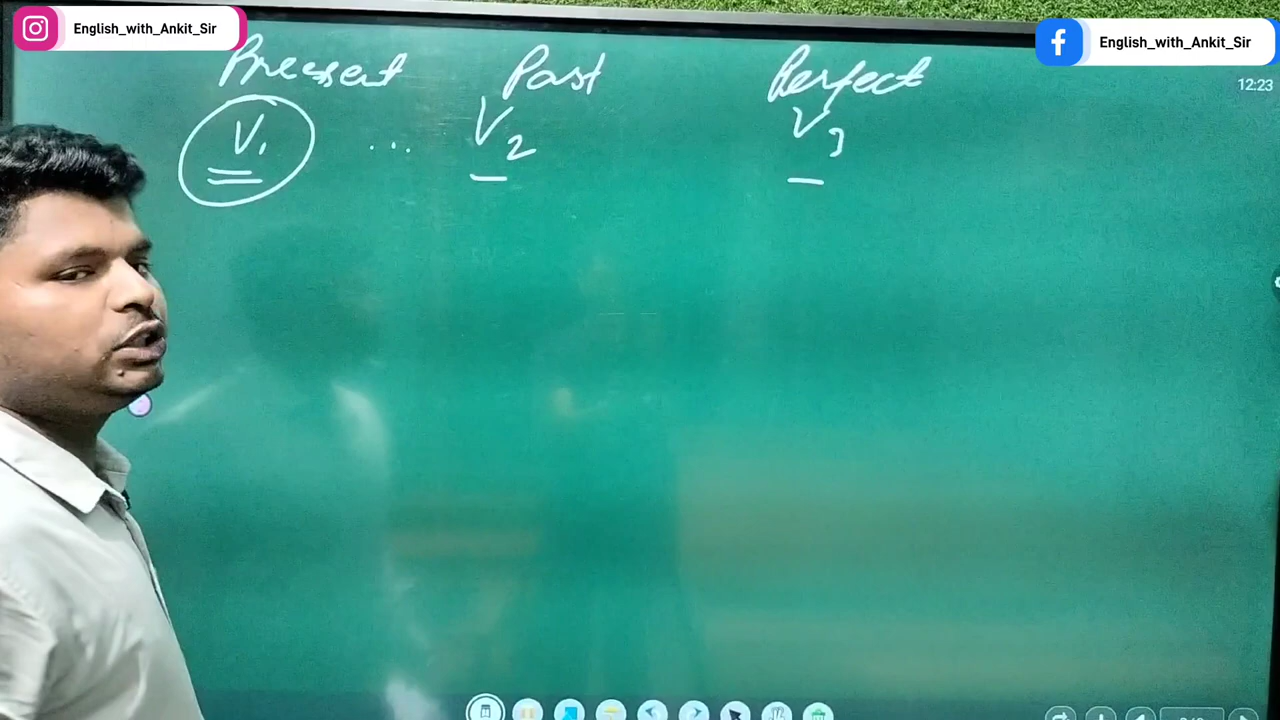 English_with_Ankit_Sir
English_with_Ankit_Sir
12:23
Present Past Perfect
V1 ... V2 V3